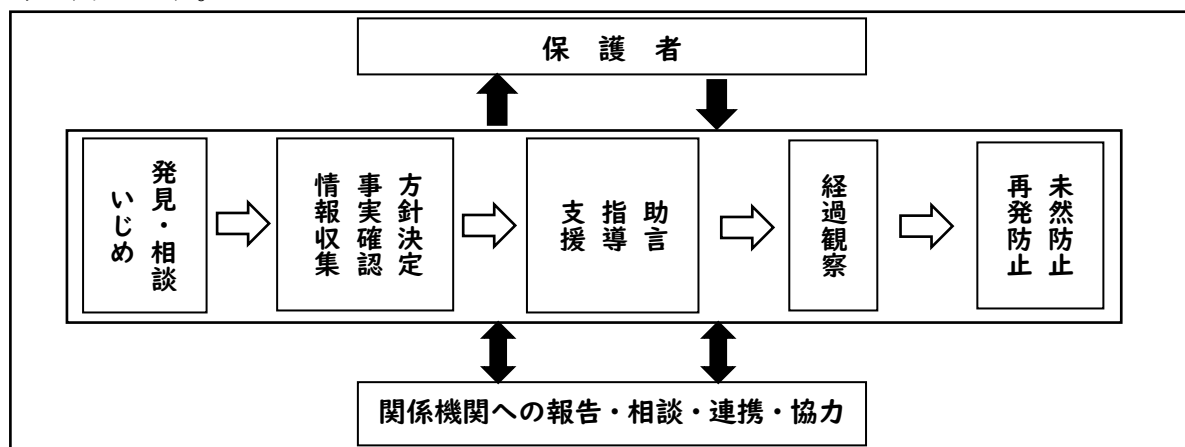 保護者
いじめ
発見・相談
情報収集
事実確認
方針決定
支援
指導
助言
経過観察
再発防止
未然防止
関係機関への報告・相談・連携・協力